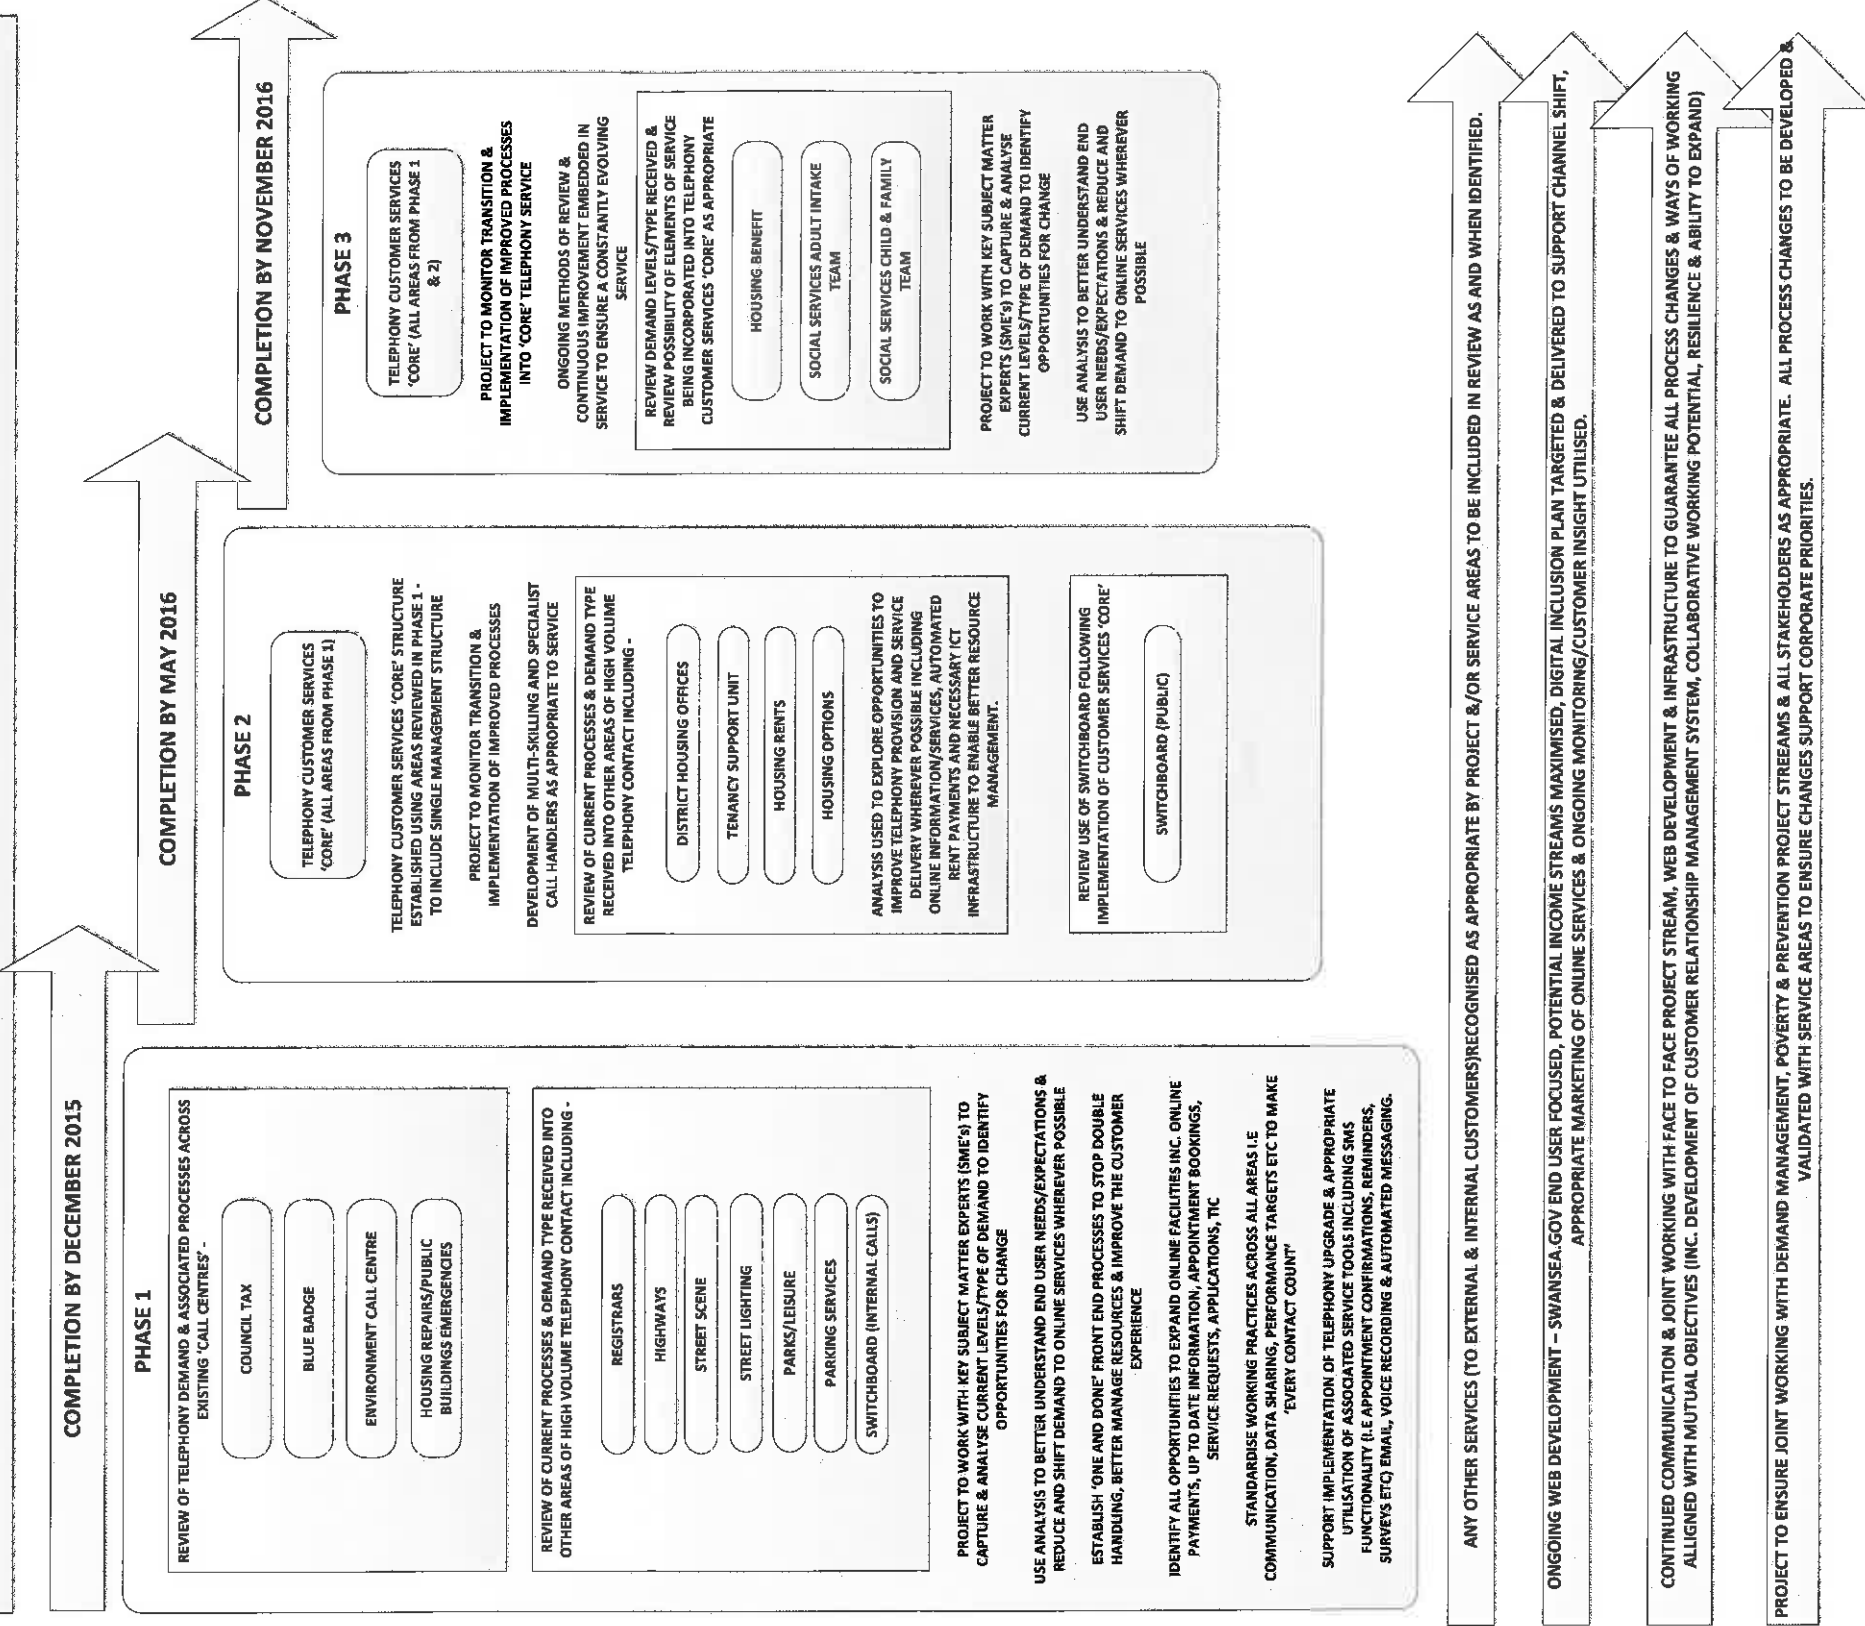 COMPLETION BY DECEMBER 2015
COMPLETION BY MAY 2016
COMPLETION BY NOVEMBER 2016
PHASE 1
REVIEW OF TELEPHONY DEMAND & ASSOCIATED PROCESSES ACROSS
EXISTING 'CALL CENTRES' -
COUNCIL TAX
BLUE BADGE
ENVIRONMENT CALL CENTRE
HOUSING REPAIRS/PUBLIC
BUILDINGS EMERGENCIES
REVIEW OF CURRENT PROCESSES & DEMAND TYPE RECEIVED INTO
OTHER AREAS OF HIGH VOLUME TELEPHONY CONTACT INCLUDING -
REGISTRARS
HIGHWAYS
STREET SCENE
STREET LIGHTING
PARKS/LEISURE
PARKING SERVICES
SWITCHBOARD (INTERNAL CALLS)
PROJECT TO WORK WITH KEY SUBJECT MATTER EXPERTS (SME's) TO
CAPTURE & ANALYSE CURRENT LEVELS/TYPE OF DEMAND TO IDENTIFY
OPPORTUNITIES FOR CHANGE
USE ANALYSIS TO BETTER UNDERSTAND END USER NEEDS/EXPECTATIONS &
REDUCE AND SHIFT DEMAND TO ONLINE SERVICES WHEREVER POSSIBLE
ESTABLISH 'ONE AND DONE' FRONT END PROCESSES TO STOP DOUBLE
HANDLING, BETTER MANAGE RESOURCES & IMPROVE THE CUSTOMER
EXPERIENCE
IDENTIFY ALL OPPORTUNITIES TO EXPAND ONLINE FACILITIES INC. ONLINE
PAYMENTS, UP TO DATE INFORMATION, APPOINTMENT BOOKINGS,
SERVICE REQUESTS, APPLICATIONS, TIC
STANDARDISE WORKING PRACTICES ACROSS ALL AREAS I.E
COMMUNICATION, DATA SHARING, PERFORMANCE TARGETS ETC TO MAKE
'EVERY CONTACT COUNT'
SUPPORT IMPLEMENTATION OF TELEPHONY UPGRADE & APPROPRIATE
UTILISATION OF ASSOCIATED SERVICE TOOLS INCLUDING SMS
FUNCTIONALITY (I.E APPOINTMENT CONFIRMATIONS, REMINDERS,
SURVEYS ETC) EMAIL, VOICE RECORDING & AUTOMATED MESSAGING.
PHASE 2
TELEPHONY CUSTOMER SERVICES
'CORE' (ALL AREAS FROM PHASE 1)
TELEPHONY CUSTOMER SERVICES 'CORE' STRUCTURE
ESTABLISHED USING AREAS REVIEWED IN PHASE 1 -
TO INCLUDE SINGLE MANAGEMENT STRUCTURE
PROJECT TO MONITOR TRANSITION &
IMPLEMENTATION OF IMPROVED PROCESSES
DEVELOPMENT OF MULTI-SKILLING AND SPECIALIST
CALL HANDLERS AS APPROPRIATE TO SERVICE
REVIEW OF CURRENT PROCESSES & DEMAND TYPE
RECEIVED INTO OTHER AREAS OF HIGH VOLUME
TELEPHONY CONTACT INCLUDING -
DISTRICT HOUSING OFFICES
TENANCY SUPPORT UNIT
HOUSING RENTS
HOUSING OPTIONS
ANALYSIS USED TO EXPLORE OPPORTUNITIES TO
IMPROVE TELEPHONY PROVISION AND SERVICE
DELIVERY WHEREVER POSSIBLE INCLUDING
ONLINE INFORMATION/SERVICES, AUTOMATED
RENT PAYMENTS AND NECESSARY ICT
INFRASTRUCTURE TO ENABLE BETTER RESOURCE
MANAGEMENT.
REVIEW USE OF SWITCHBOARD FOLLOWING
IMPLEMENTATION OF CUSTOMER SERVICES 'CORE'
SWITCHBOARD (PUBLIC)
PHASE 3
TELEPHONY CUSTOMER SERVICES
'CORE' (ALL AREAS FROM PHASE 1
& 2)
PROJECT TO MONITOR TRANSITION &
IMPLEMENTATION OF IMPROVED PROCESSES
INTO 'CORE' TELEPHONY SERVICE
ONGOING METHODS OF REVIEW &
CONTINUOUS IMPROVEMENT EMBEDDED IN
SERVICE TO ENSURE A CONSTANTLY EVOLVING
SERVICE
REVIEW DEMAND LEVELS/TYPE RECEIVED &
REVIEW POSSIBILITY OF ELEMENTS OF SERVICE
BEING INCORPORATED INTO TELEPHONY
CUSTOMER SERVICES 'CORE' AS APPROPRIATE
HOUSING BENEFIT
SOCIAL SERVICES ADULT INTAKE
TEAM
SOCIAL SERVICES CHILD & FAMILY
TEAM
PROJECT TO WORK WITH KEY SUBJECT MATTER
EXPERTS (SME's) TO CAPTURE & ANALYSE
CURRENT LEVELS/TYPE OF DEMAND TO IDENTIFY
OPPORTUNITIES FOR CHANGE
USE ANALYSIS TO BETTER UNDERSTAND END
USER NEEDS/EXPECTATIONS & REDUCE AND
SHIFT DEMAND TO ONLINE SERVICES WHEREVER
POSSIBLE
ANY OTHER SERVICES (TO EXTERNAL & INTERNAL CUSTOMERS)RECOGNISED AS APPROPRIATE BY PROJECT &/OR SERVICE AREAS TO BE INCLUDED IN REVIEW AS AND WHEN IDENTIFIED.
ONGOING WEB DEVELOPMENT – SWANSEA.GOV END USER FOCUSED, POTENTIAL INCOME STREAMS MAXIMISED, DIGITAL INCLUSION PLAN TARGETED & DELIVERED TO SUPPORT CHANNEL SHIFT,
APPROPRIATE MARKETING OF ONLINE SERVICES & ONGOING MONITORING/CUSTOMER INSIGHT UTILISED.
CONTINUED COMMUNICATION & JOINT WORKING WITH FACE TO FACE PROJECT STREAM, WEB DEVELOPMENT & INFRASTRUCTURE TO GUARANTEE ALL PROCESS CHANGES & WAYS OF WORKING
ALLIGNED WITH MUTUAL OBJECTIVES (INC. DEVELOPMENT OF CUSTOMER RELATIONSHIP MANAGEMENT SYSTEM, COLLABORATIVE WORKING POTENTIAL, RESILIENCE & ABILITY TO EXPAND)
PROJECT TO ENSURE JOINT WORKING WITH DEMAND MANAGEMENT, POVERTY & PREVENTION PROJECT STREAMS & ALL STAKEHOLDERS AS APPROPRIATE. ALL PROCESS CHANGES TO BE DEVELOPED &
VALIDATED WITH SERVICE AREAS TO ENSURE CHANGES SUPPORT CORPORATE PRIORITIES.